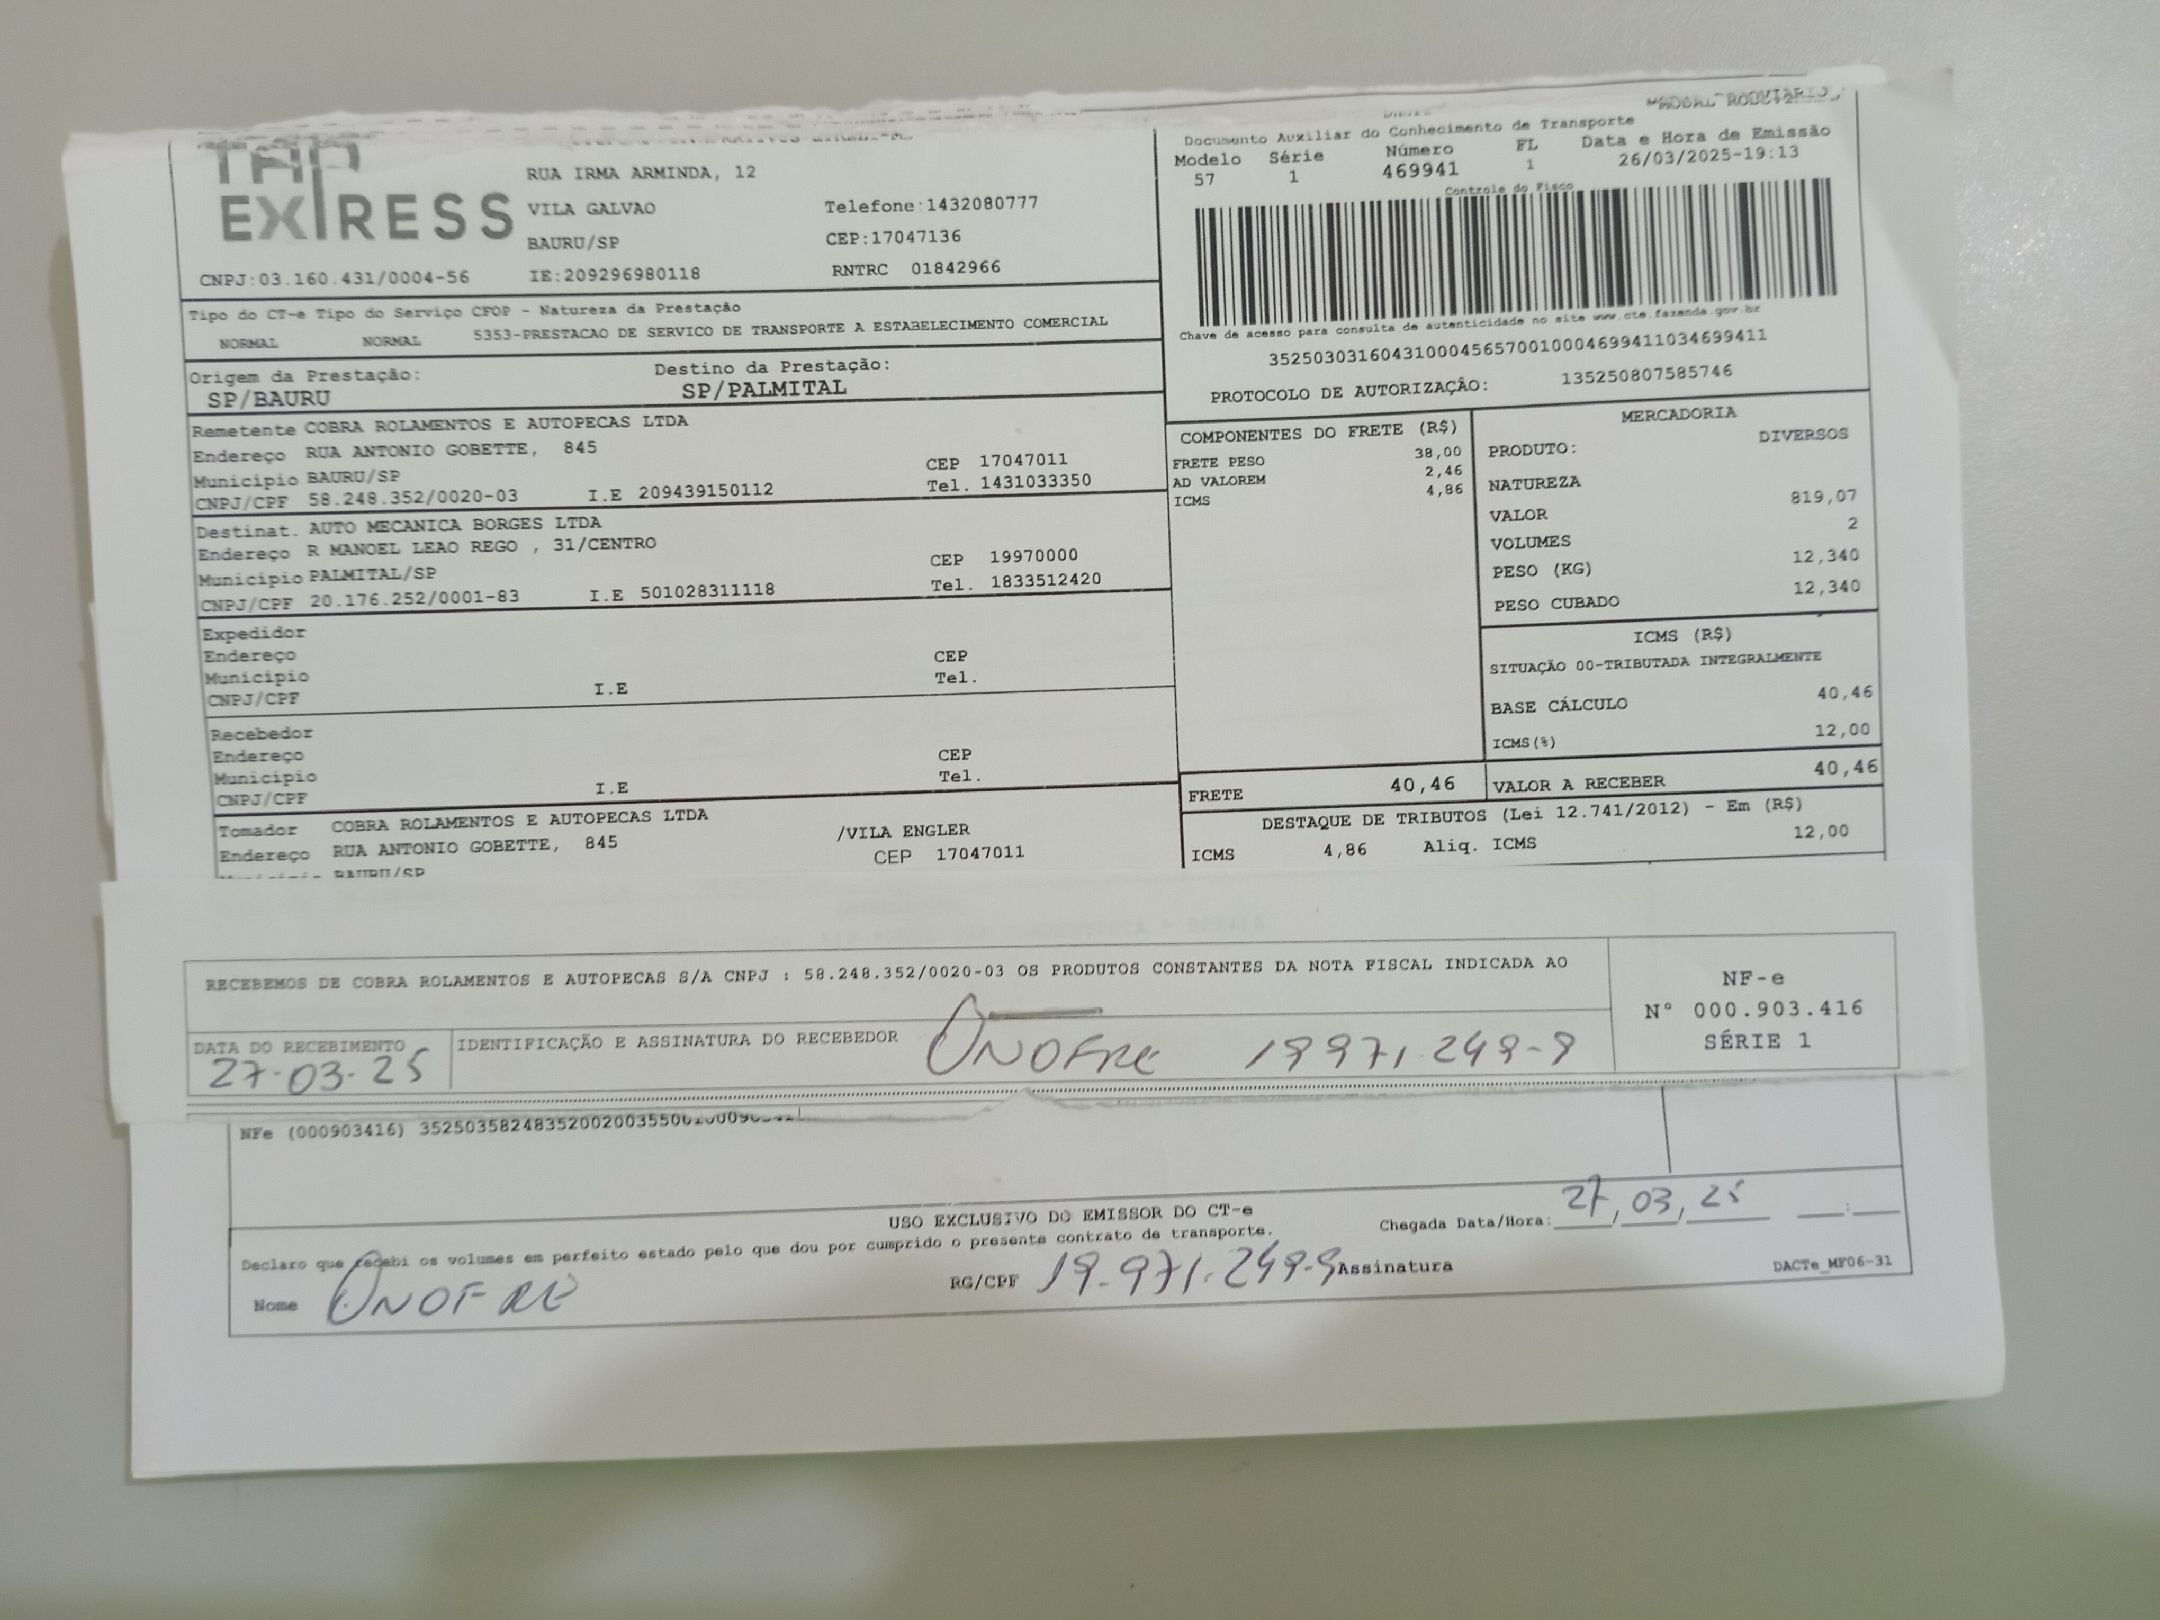 EXPRESS
RUA IRMA ARMINDA, 12
VILA GALVAO Telefone:1432080777
BAURU/SP CEP:17047136
CNPJ:03.160.431/0004-56 IE:209296980118 RNTRC 01842966
Tipo do CT-e Tipo do Serviço CFOP - Natureza da Prestação
NORMAL NORMAL 5353-PRESTACAO DE SERVICO DE TRANSPORTE A ESTABELECIMENTO COMERCIAL
Origem da Prestação: Destino da Prestação:
SP/BAURU SP/PALMITAL
Remetente COBRA ROLAMENTOS E AUTOPECAS LTDA
Endereço RUA ANTONIO GOBETTE, 845
Município BAURU/SP CEP 17047011
CNPJ/CPF 58.248.352/0020-03 I.E 209439150112 Tel. 1431033350
Destinat. AUTO MECANICA BORGES LTDA
Endereço R MANOEL LEAO REGO , 31/CENTRO
Município PALMITAL/SP CEP 19970000
CNPJ/CPF 20.176.252/0001-83 I.E 501028311118 Tel. 1833512420
Expedidor
Endereço
Município CEP
CNPJ/CPF I.E Tel.
Recebedor
Endereço
Município CEP
CNPJ/CPF I.E Tel.
Tomador COBRA ROLAMENTOS E AUTOPECAS LTDA
Endereço RUA ANTONIO GOBETTE, 845 /VILA ENGLER
CEP 17047011
BAURU/SP
MODAL RODOVIARIO
Documento Auxiliar do Conhecimento de Transporte
Modelo Série Número FL Data e Hora de Emissão
57 1 469941 1 26/03/2025-19:13
Controle do Fisco
Chave de acesso para consulta de autenticidade no site www.cte.fazenda.gov.br
35250303160431000456570010004699411034699411
PROTOCOLO DE AUTORIZAÇÃO: 135250807585746
COMPONENTES DO FRETE (R$)
FRETE PESO 38,00
AD VALOREM 2,46
ICMS 4,86
MERCADORIA
PRODUTO: DIVERSOS
NATUREZA
VALOR 819,07
VOLUMES 2
PESO (KG) 12,340
PESO CUBADO 12,340
ICMS (R$)
SITUAÇÃO 00-TRIBUTADA INTEGRALMENTE
BASE CÁLCULO 40,46
ICMS(%) 12,00
FRETE 40,46 VALOR A RECEBER 40,46
DESTAQUE DE TRIBUTOS (Lei 12.741/2012) - Em (R$)
ICMS 4,86 Aliq. ICMS 12,00
RECEBEMOS DE COBRA ROLAMENTOS E AUTOPECAS S/A CNPJ : 58.248.352/0020-03 OS PRODUTOS CONSTANTES DA NOTA FISCAL INDICADA AO
DATA DO RECEBIMENTO IDENTIFICAÇÃO E ASSINATURA DO RECEBEDOR
27-03-25 ONOFRE 19971.249-9
NF-e
Nº 000.903.416
SÉRIE 1
NFe (000903416)
USO EXCLUSIVO DO EMISSOR DO CT-e
Declaro que recebi os volumes em perfeito estado pelo que dou por cumprido o presente contrato de transporte.
Chegada Data/Hora: 27/03/25 __:__
Nome ONOFRE RG/CPF 19.971.249-9 Assinatura
DACTe_MF06-31